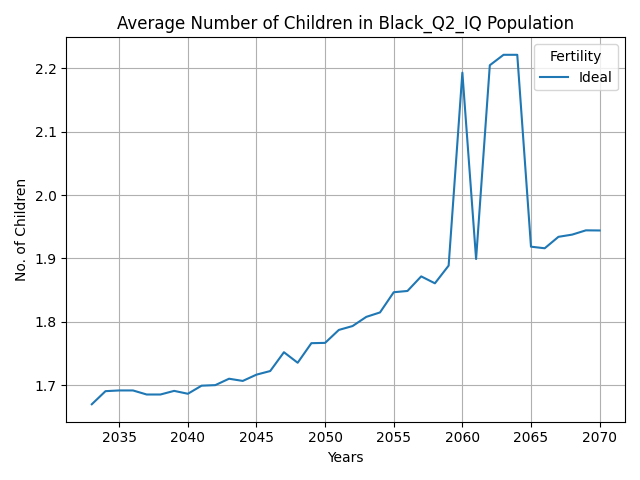 Average Number of Children in Black_Q2_IQ Population
Fertility
Ideal
No. of Children
2.2
2.1
2.0
1.9
1.8
1.7
2035 2040 2045 2050 2055 2060 2065 2070
Years